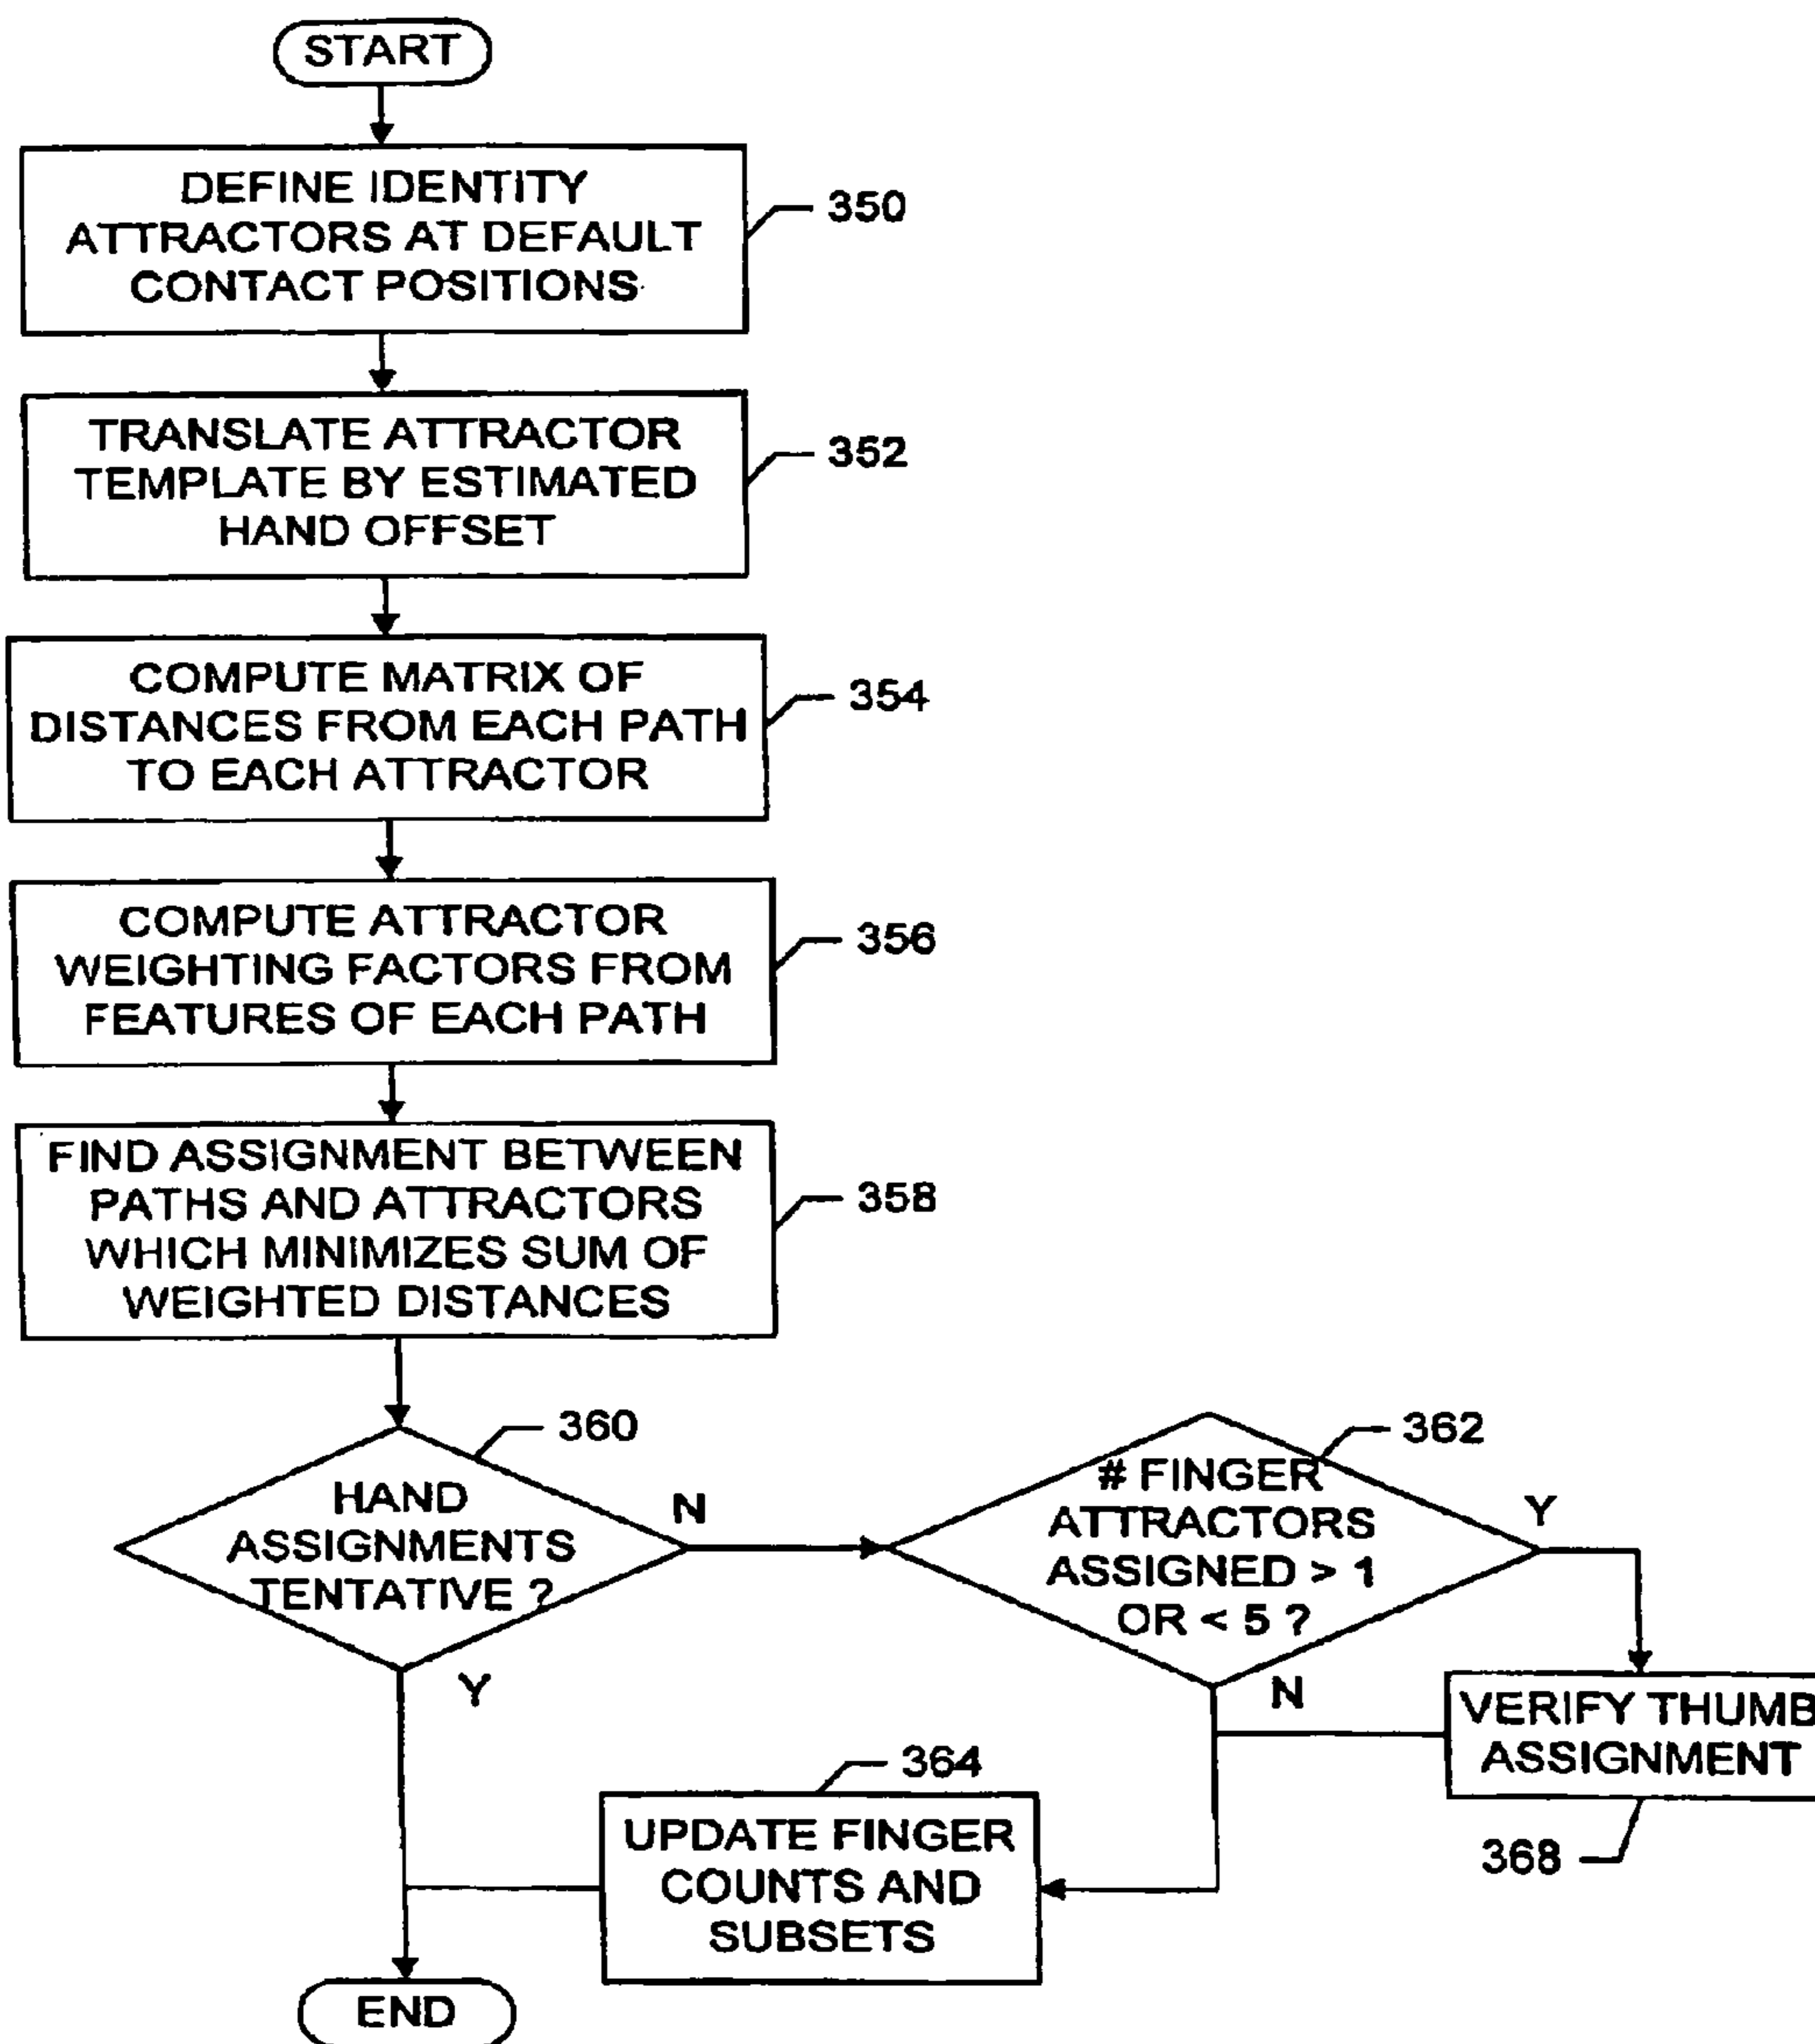 START
DEFINE IDENTITY
ATTRACTORS AT DEFAULT
CONTACT POSITIONS
350
TRANSLATE ATTRACTOR
TEMPLATE BY ESTIMATED
HAND OFFSET
352
COMPUTE MATRIX OF
DISTANCES FROM EACH PATH
TO EACH ATTRACTOR
354
COMPUTE ATTRACTOR
WEIGHTING FACTORS FROM
FEATURES OF EACH PATH
356
FIND ASSIGNMENT BETWEEN
PATHS AND ATTRACTORS
WHICH MINIMIZES SUM OF
WEIGHTED DISTANCES
358
HAND
ASSIGNMENTS
TENTATIVE ?
360
N
Y
# FINGER
ATTRACTORS
ASSIGNED > 1
OR < 5 ?
362
Y
N
VERIFY THUMB
ASSIGNMENT
368
364
UPDATE FINGER
COUNTS AND
SUBSETS
END